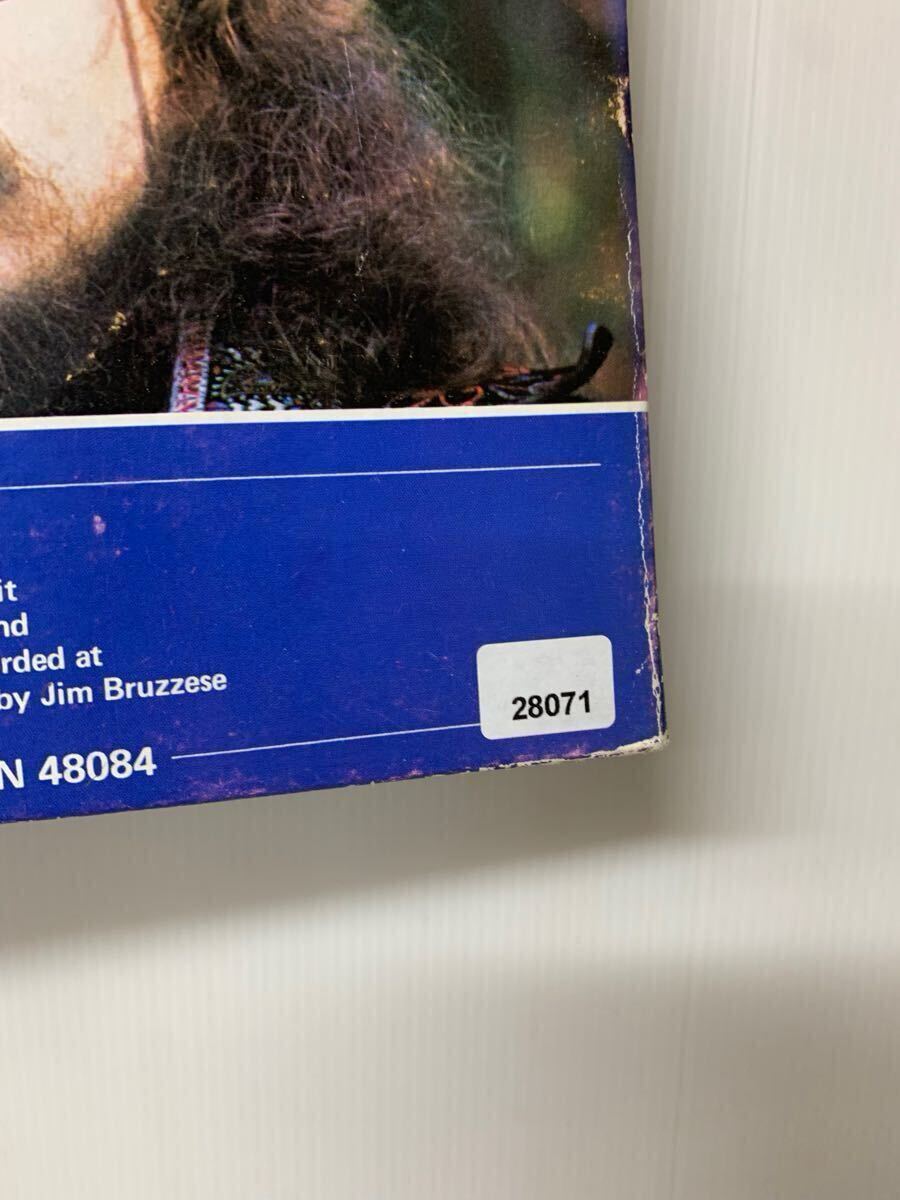 it
nd
rded at
by Jim Bruzzese
28071
N 48084